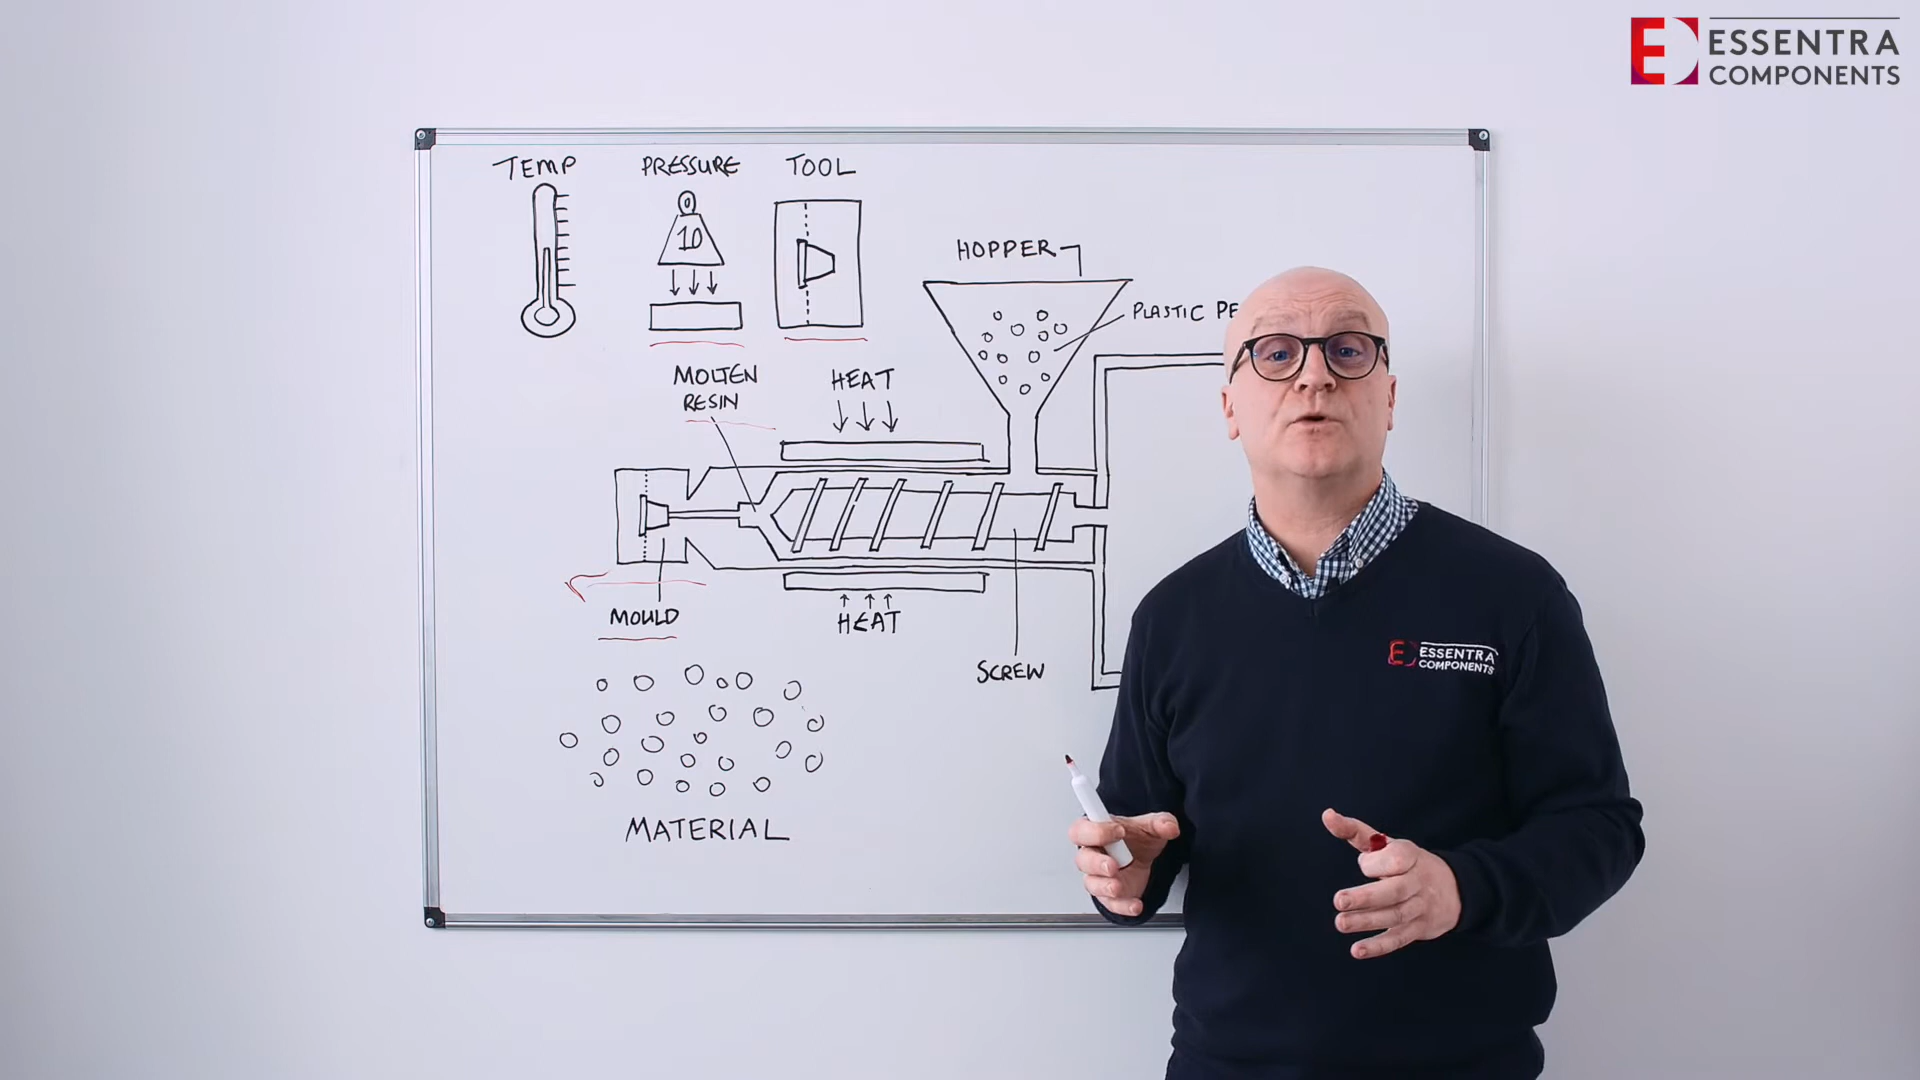 ESSENTRA
COMPONENTS
TEMP
PRESSURE
TOOL
10
HOPPER
PLASTIC PE
MOLTEN
RESIN
HEAT
MOULD
HEAT
SCREW
ESSENTRA
COMPONENTS
MATERIAL